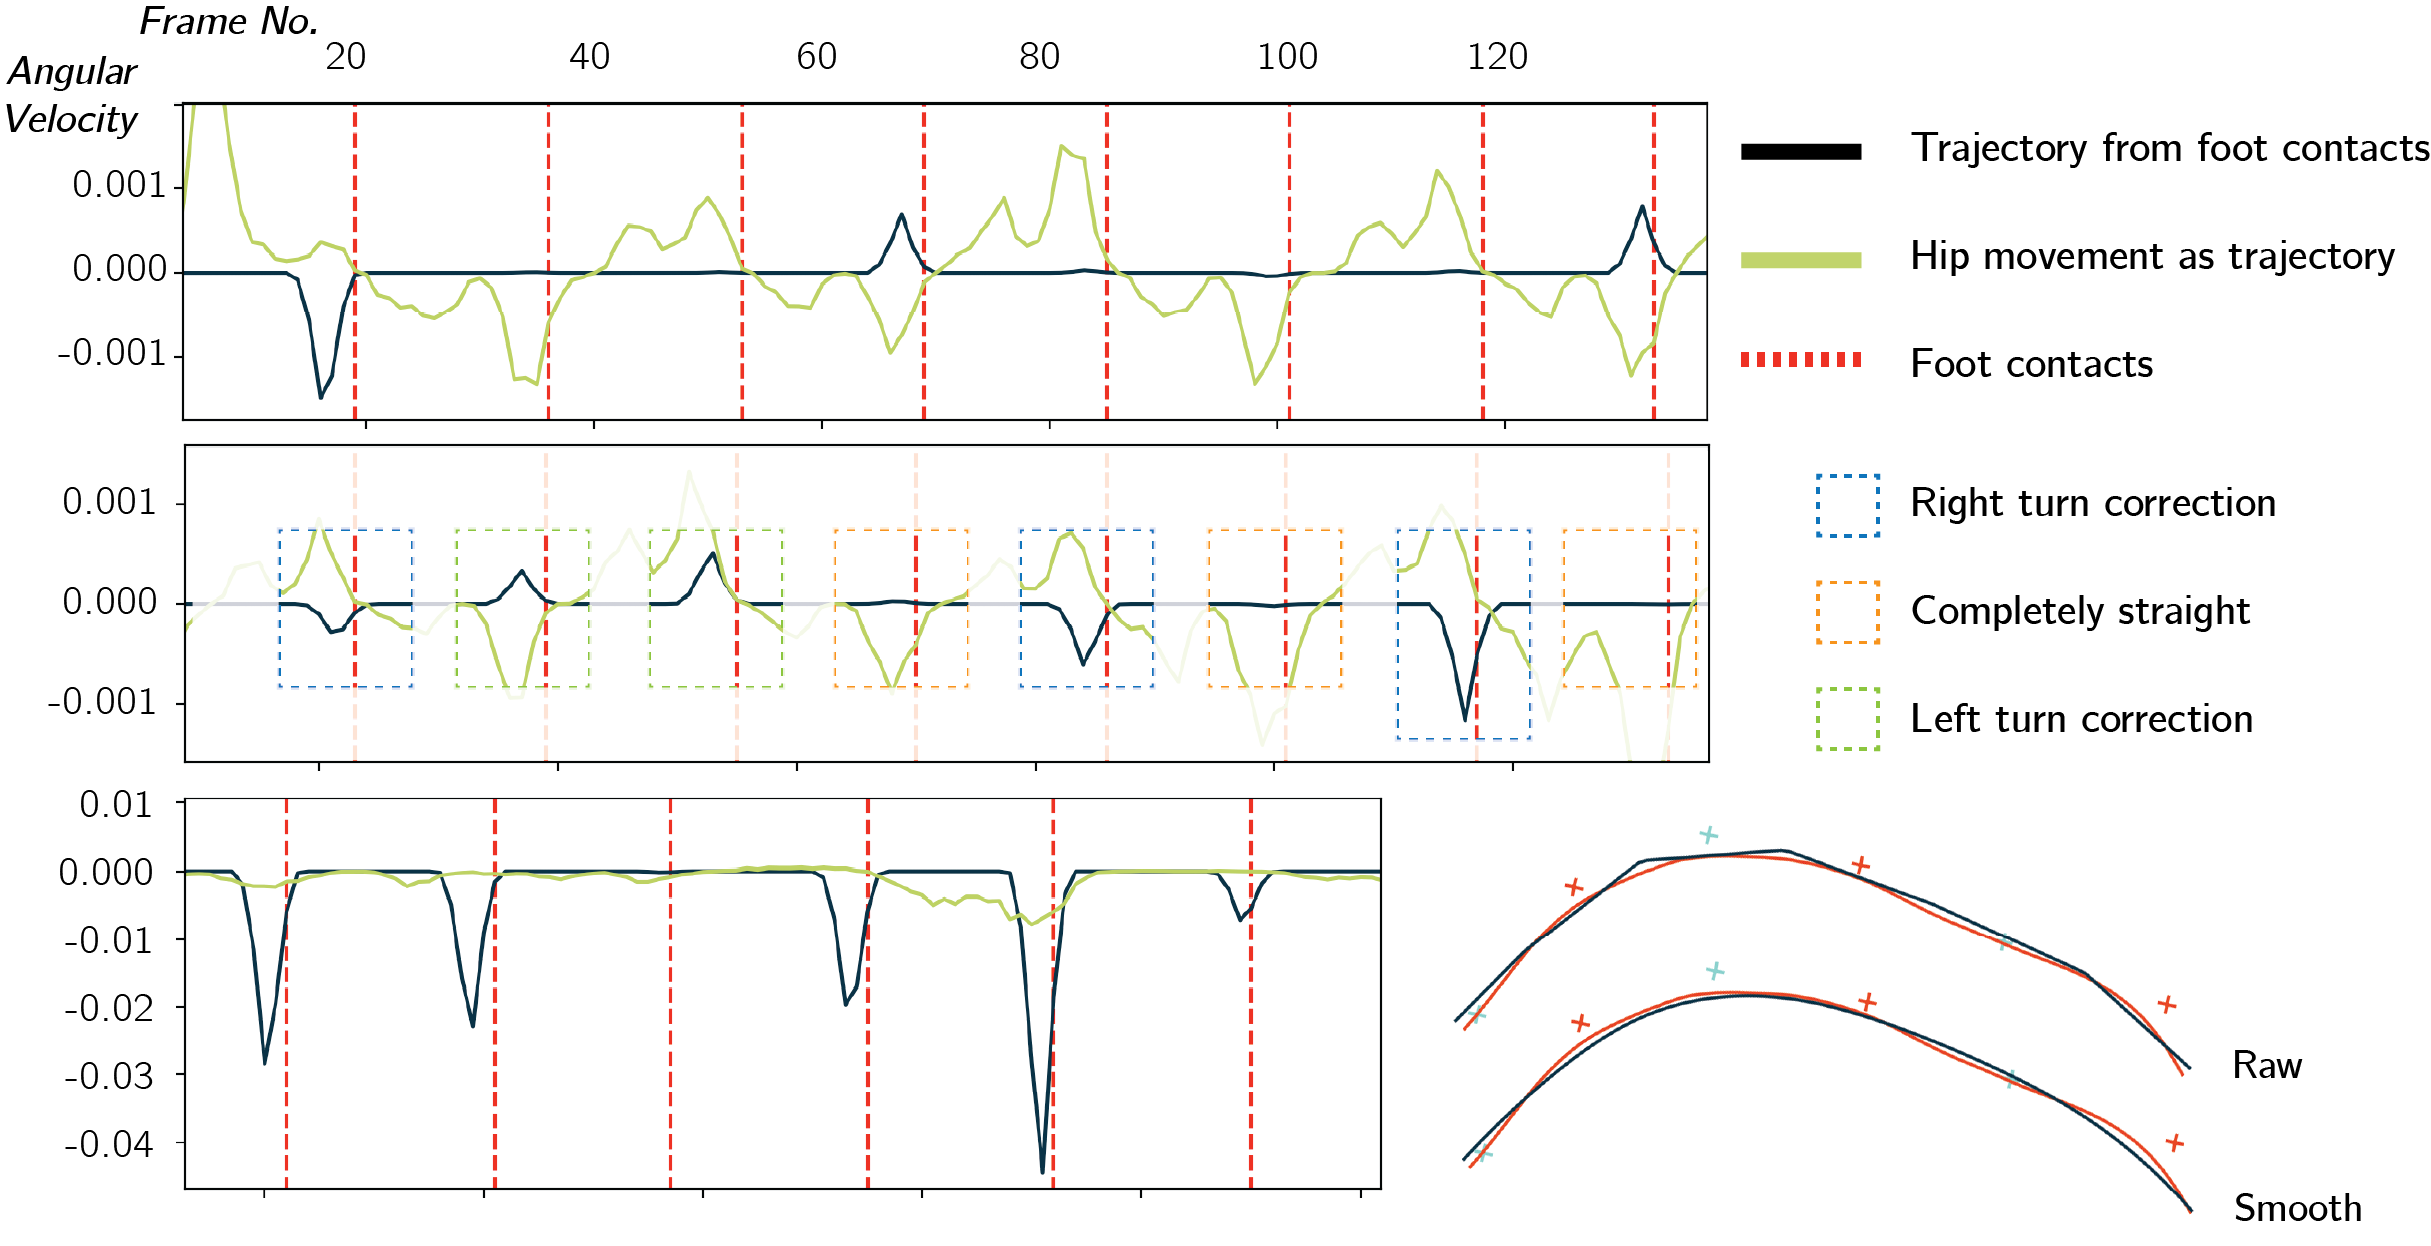 Frame No.
20 40 60 80 100 120
Angular
Velocity
0.001
0.000
-0.001
Trajectory from foot contacts
Hip movement as trajectory
Foot contacts
0.001
0.000
-0.001
Right turn correction
Completely straight
Left turn correction
0.01
0.000
-0.01
-0.02
-0.03
-0.04
Raw
Smooth